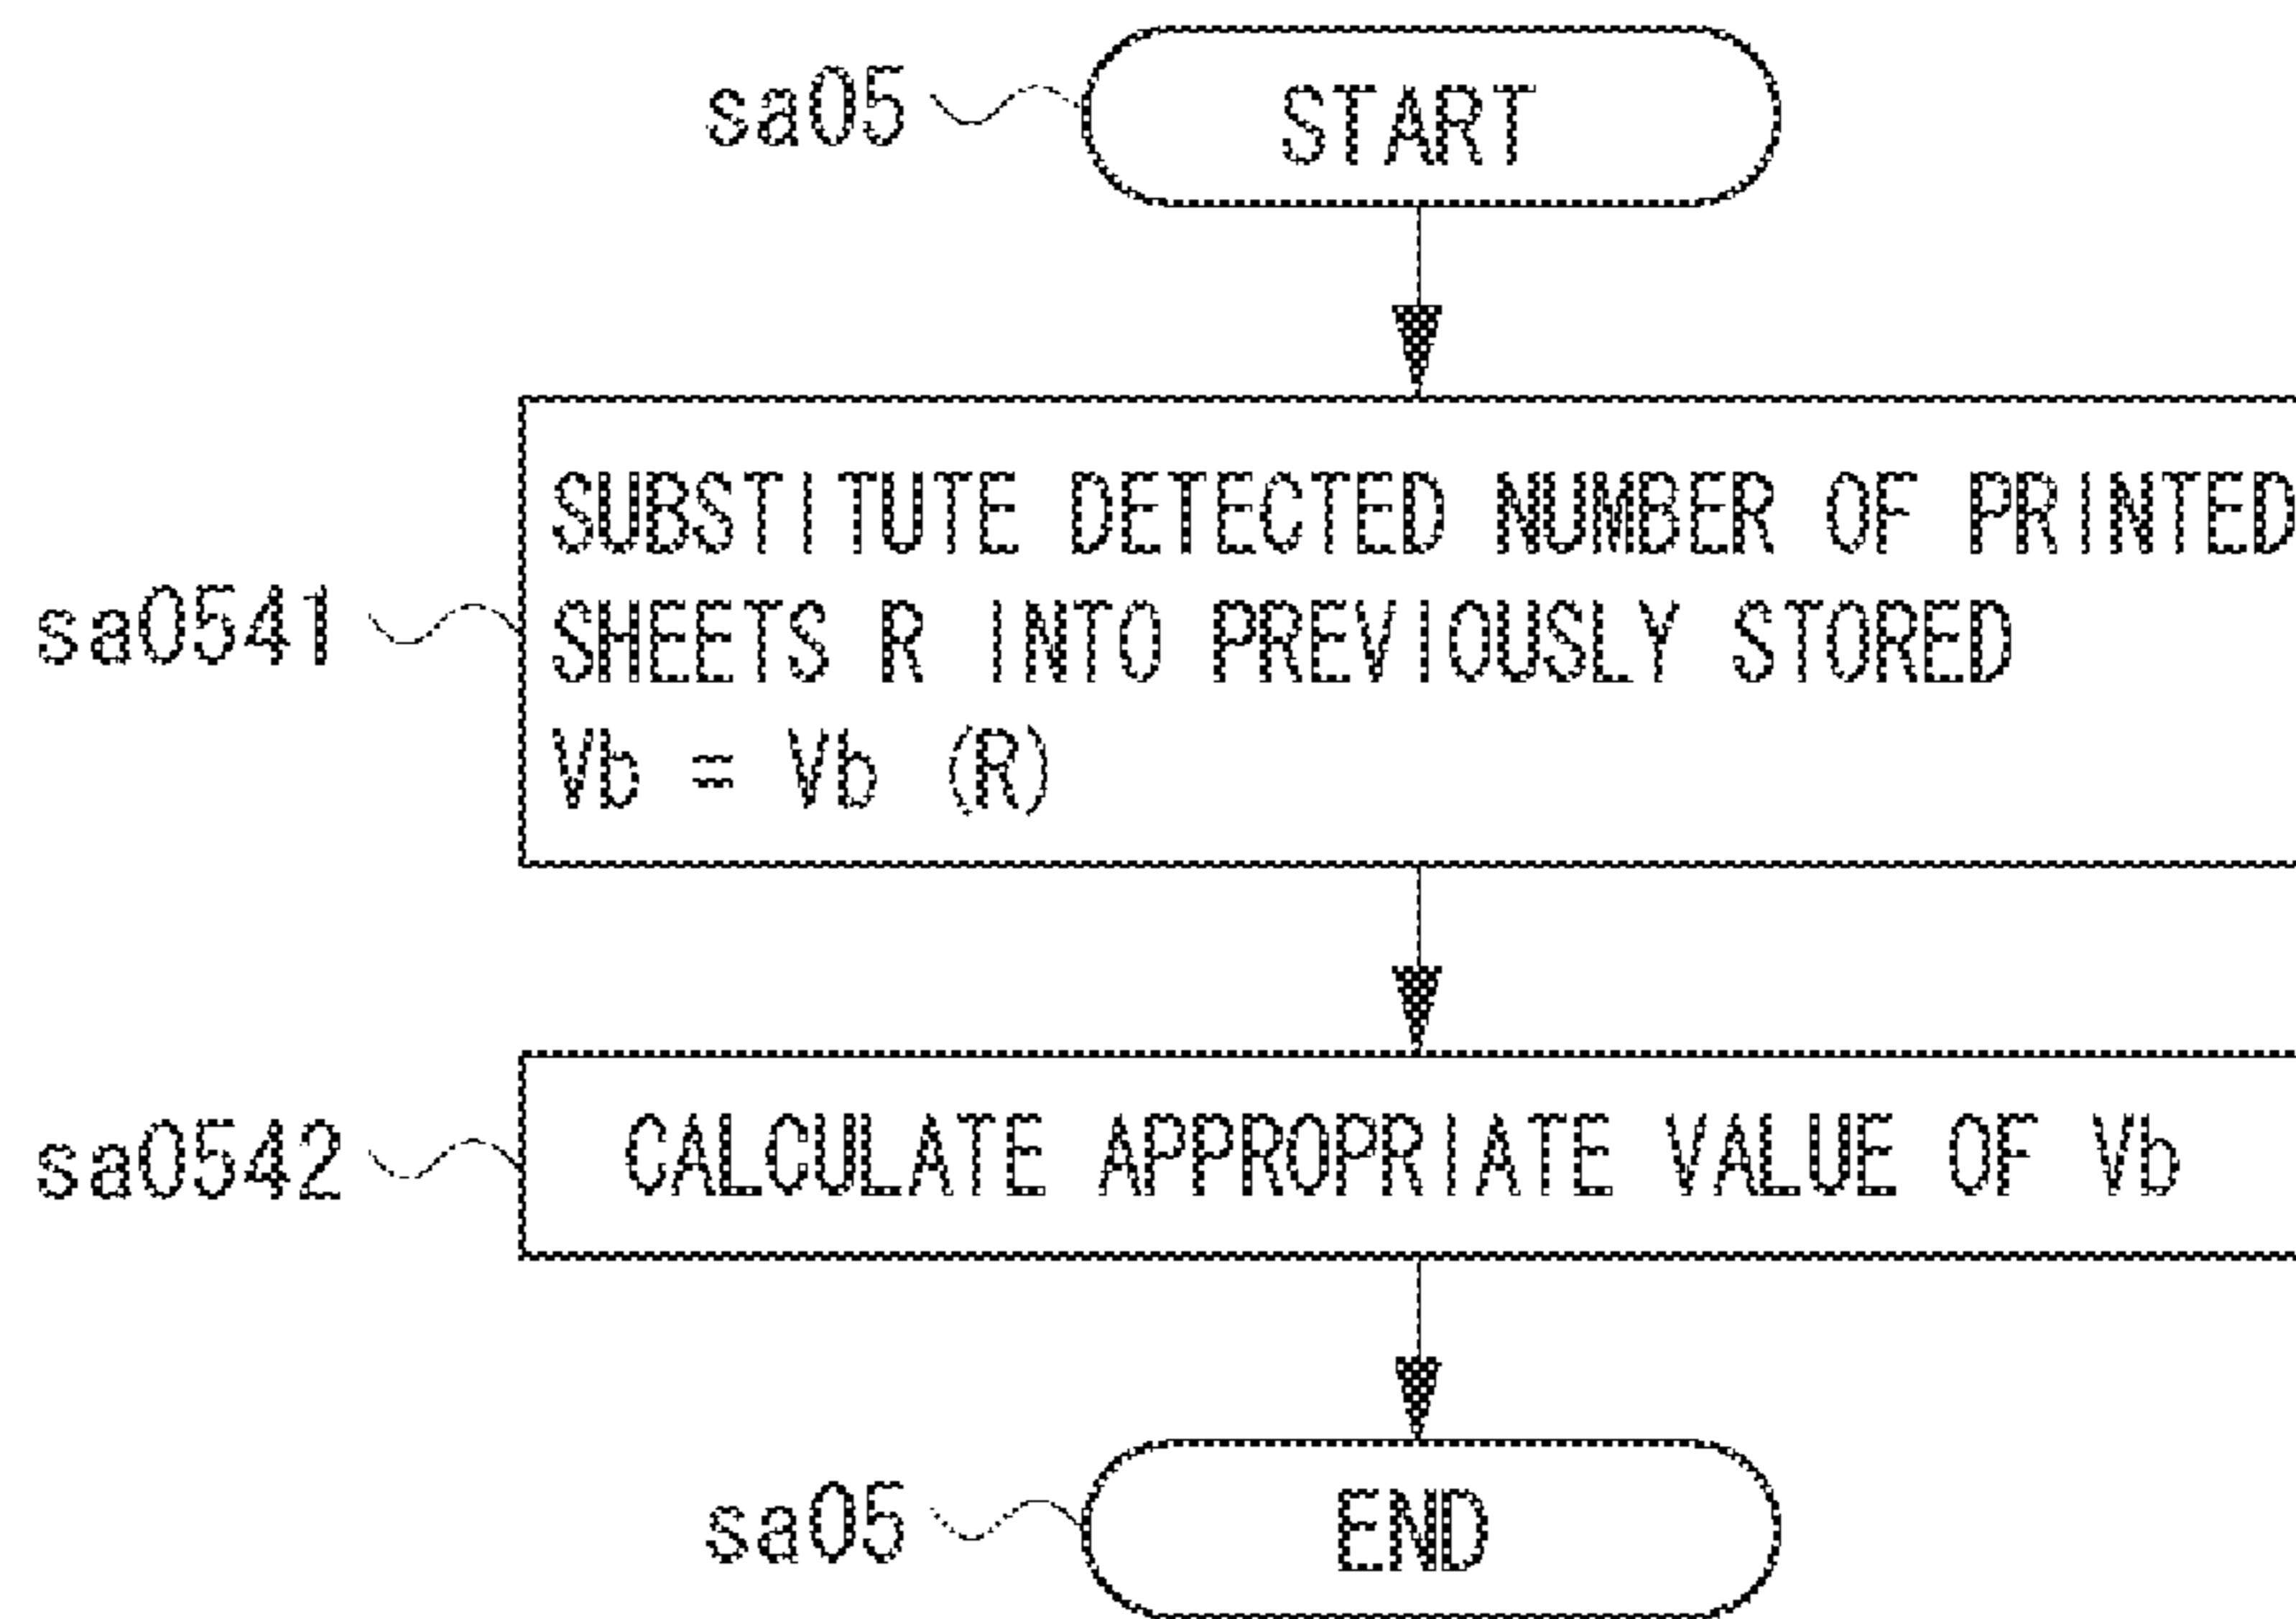 sa05 START
SUBSTITUTE DETECTED NUMBER OF PRINTED
sa0541 SHEETS R INTO PREVIOUSLY STORED
Vb = Vb (R)
sa0542 CALCULATE APPROPRIATE VALUE OF Vb
sa05 END